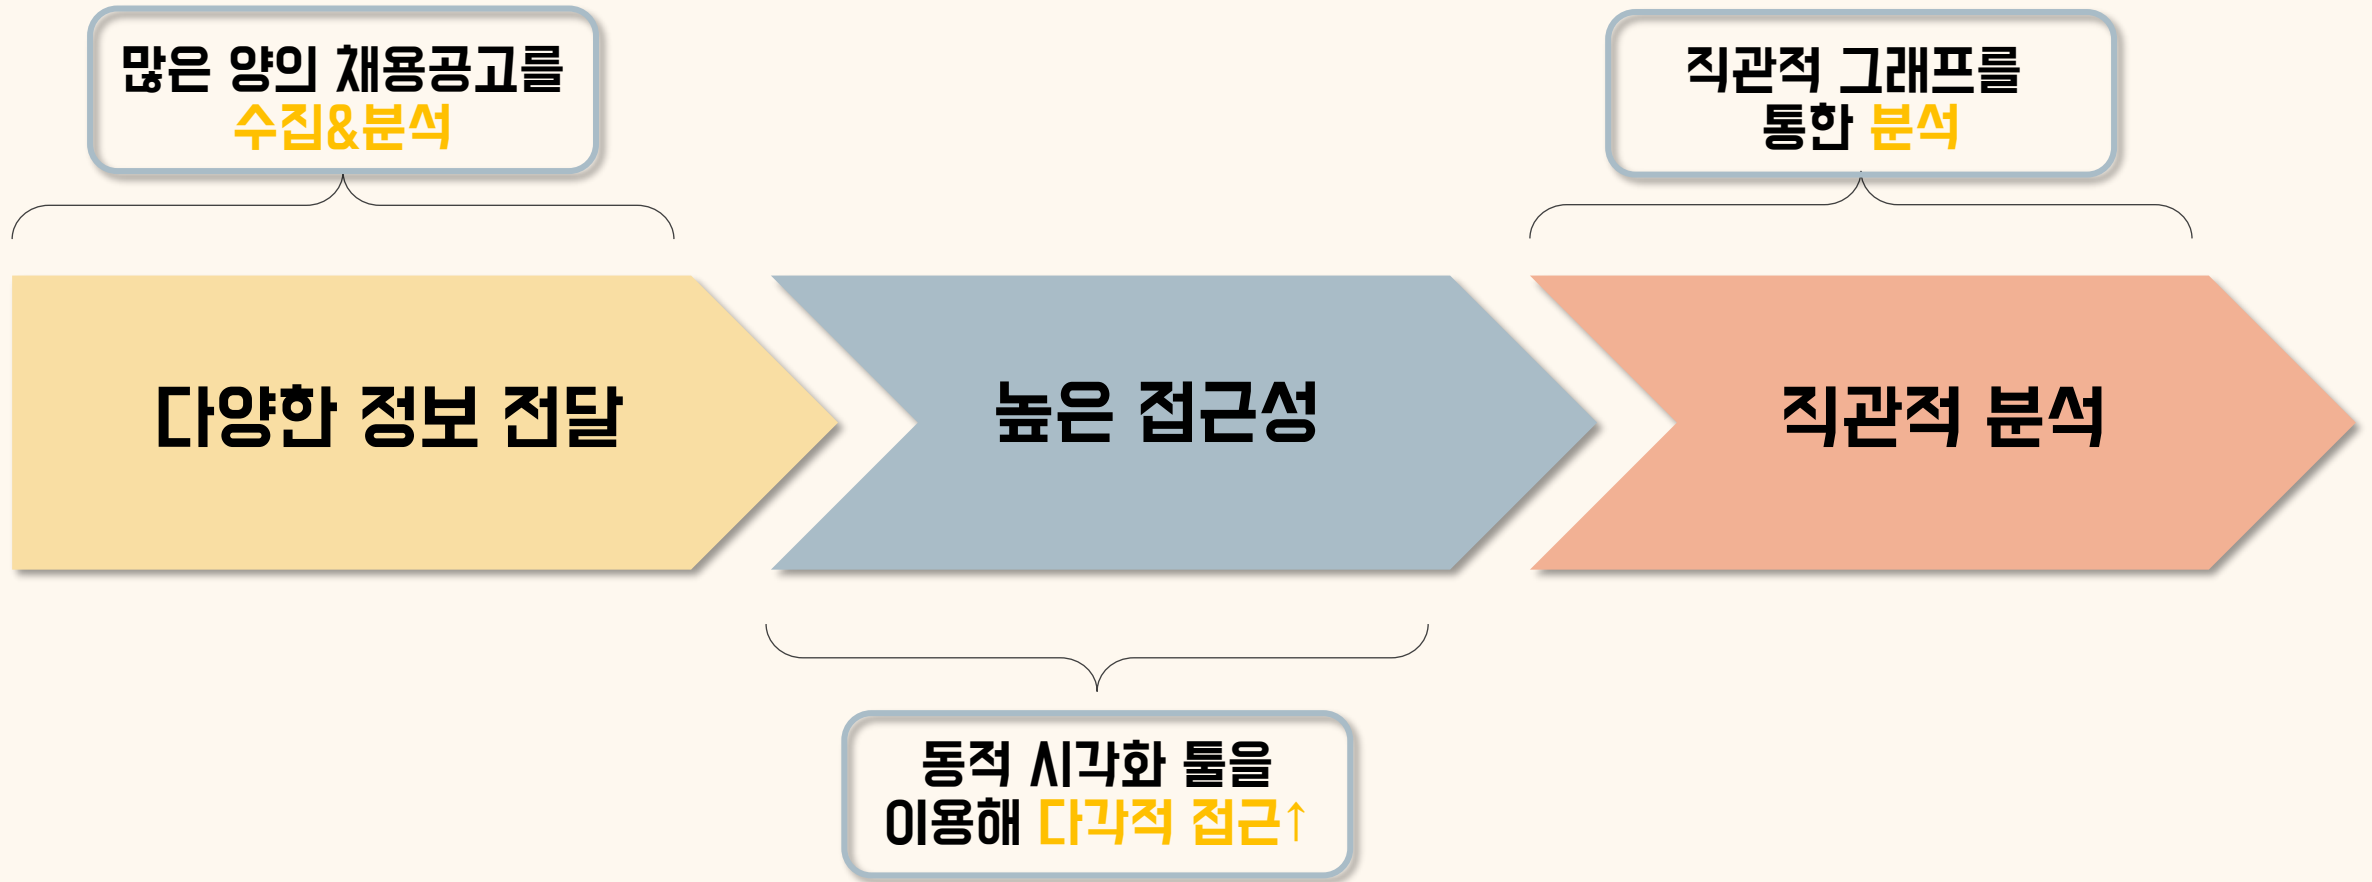 많은 양의 채용공고를
수집&분석
직관적 그래프를
통한 분석
다양한 정보 전달
높은 접근성
직관적 분석
동적 시각화 툴을
이용해 다각적 접근↑